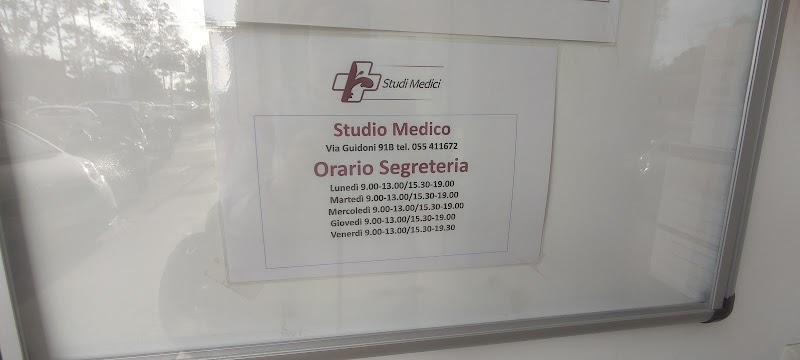 Studi Medici
Studio Medico
Via Guidoni 91B tel. 055 411672
Orario Segreteria
Lunedì 9.00-13.00/15.30-19.00
Martedì 9.00-13.00/15.30-19.00
Mercoledì 9.00-13.00/15.30-19.00
Giovedì 9.00-13.00/15.30-19.00
Venerdì 9.00-13.00/15.30-19.30